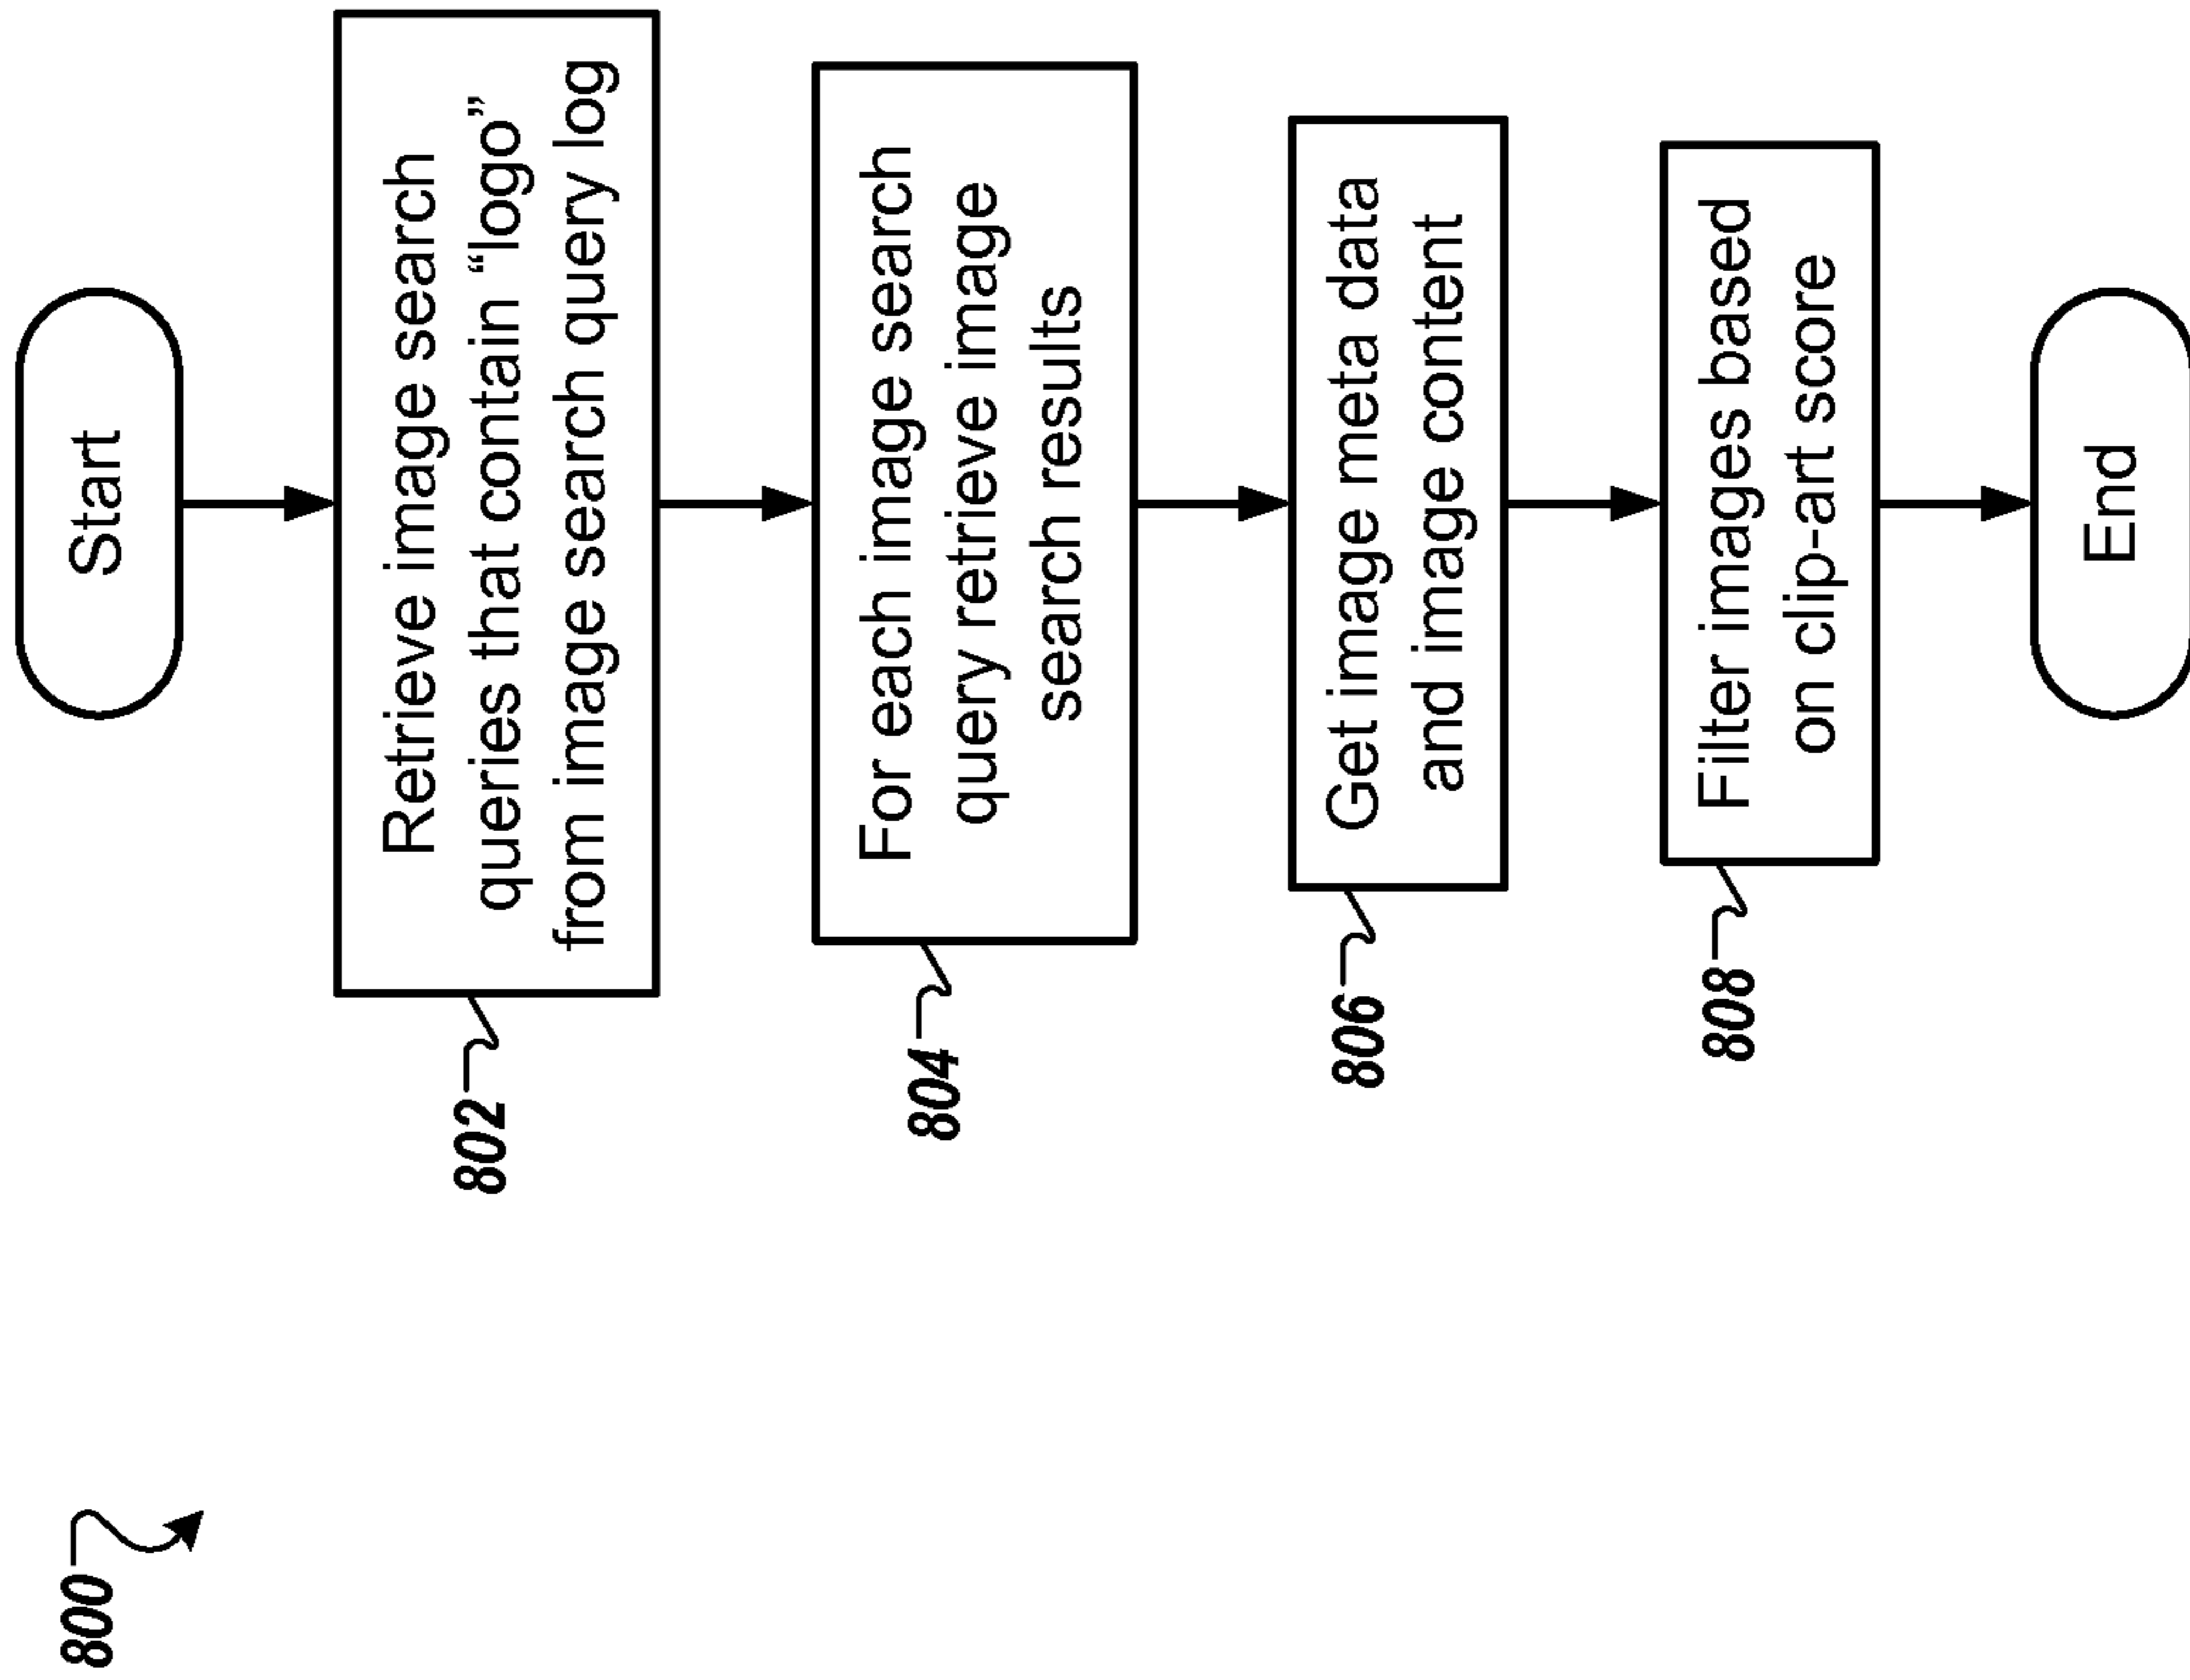 800
Start
802
Retrieve image search
queries that contain “logo”
from image search query log
804
For each image search
query retrieve image
search results
806
Get image meta data
and image content
808
Filter images based
on clip-art score
End